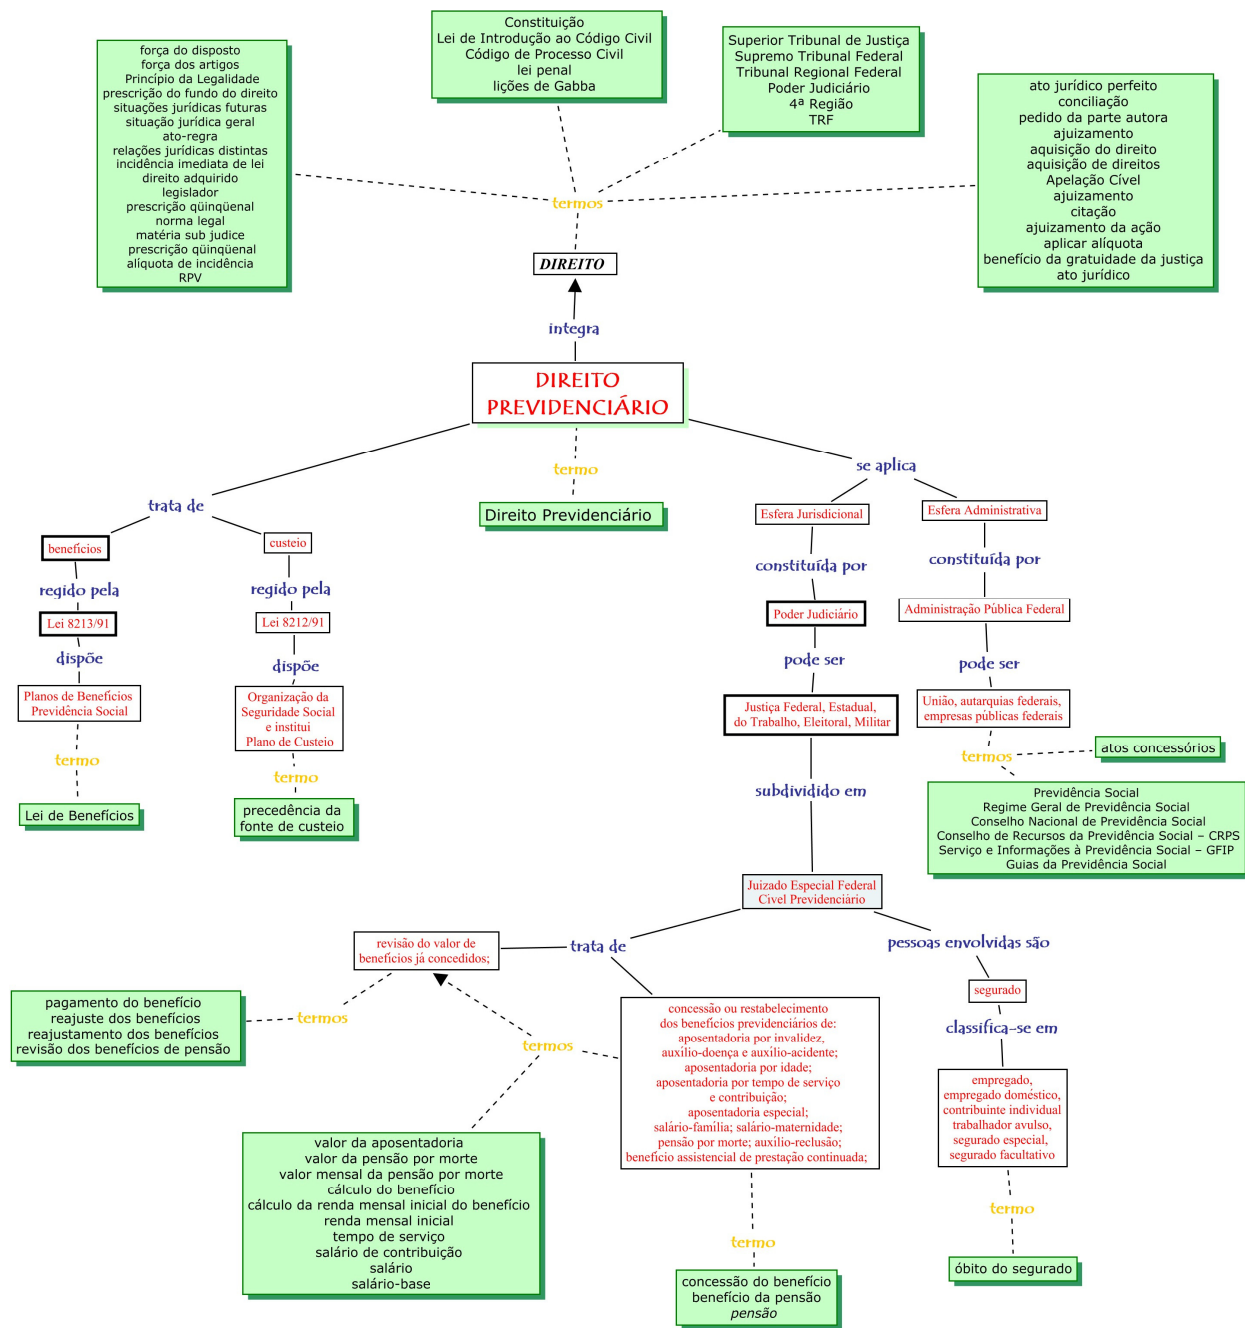 força do disposto
força dos artigos
Princípio da Legalidade
prescrição do fundo do direito
situações jurídicas futuras
situação jurídica geral
ato-regra
relações jurídicas distintas
incidência imediata de lei
direito adquirido
legislador
prescrição qüinqüenal
norma legal
matéria sub judice
prescrição qüinqüenal
alíquota de incidência
RPV
Constituição
Lei de Introdução ao Código Civil
Código de Processo Civil
lei penal
lições de Gabba
Superior Tribunal de Justiça
Supremo Tribunal Federal
Tribunal Regional Federal
Poder Judiciário
4ª Região
TRF
ato jurídico perfeito
conciliação
pedido da parte autora
ajuizamento
aquisição do direito
aquisição de direitos
Apelação Cível
ajuizamento
citação
ajuizamento da ação
aplicar alíquota
benefício da gratuidade da justiça
ato jurídico
termos
DIREITO
integra
DIREITO
PREVIDENCIÁRIO
termo
Direito Previdenciário
trata de
benefícios
regido pela
Lei 8213/91
dispõe
Planos de Benefícios
Previdência Social
termo
Lei de Benefícios
custeio
regido pela
Lei 8212/91
dispõe
Organização da
Seguridade Social
e institui
Plano de Custeio
termo
precedência da
fonte de custeio
se aplica
Esfera Jurisdicional
constituída por
Poder Judiciário
pode ser
Justiça Federal, Estadual,
do Trabalho, Eleitoral, Militar
subdividido em
Esfera Administrativa
constituída por
Administração Pública Federal
pode ser
União, autarquias federais,
empresas públicas federais
termos
atos concessórios
Previdência Social
Regime Geral de Previdência Social
Conselho Nacional de Previdência Social
Conselho de Recursos da Previdência Social – CRPS
Serviço e Informações à Previdência Social – GFIP
Guias da Previdência Social
Juizado Especial Federal
Civel Previdenciário
trata de
revisão do valor de
benefícios já concedidos;
termos
pagamento do benefício
reajuste dos benefícios
reajustamento dos benefícios
revisão dos benefícios de pensão
termos
valor da aposentadoria
valor da pensão por morte
valor mensal da pensão por morte
cálculo do benefício
cálculo da renda mensal inicial do benefício
renda mensal inicial
tempo de serviço
salário de contribuição
salário
salário-base
concessão ou restabelecimento
dos benefícios previdenciários de:
aposentadoria por invalidez,
auxílio-doença e auxílio-acidente;
aposentadoria por idade;
aposentadoria por tempo de serviço
e contribuição;
aposentadoria especial;
salário-família; salário-maternidade;
pensão por morte; auxílio-reclusão;
benefício assistencial de prestação continuada;
termo
concessão do benefício
benefício da pensão
pensão
pessoas envolvidas são
segurado
classifica-se em
empregado,
empregado doméstico,
contribuinte individual
trabalhador avulso,
segurado especial,
segurado facultativo
termo
óbito do segurado